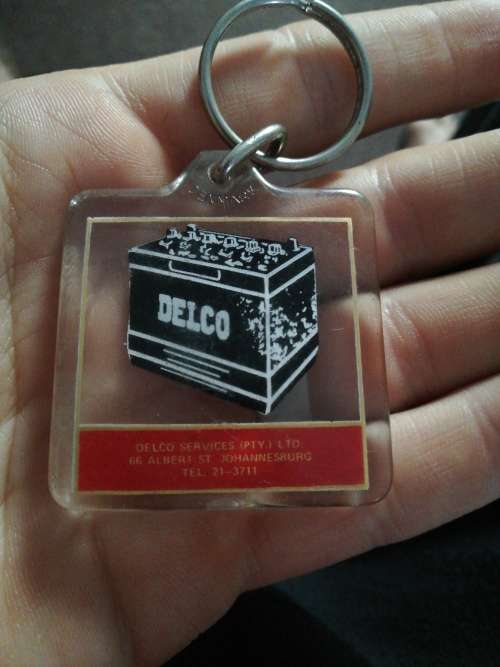 DELCO
DELCO SERVICES (PTY.) LTD.
66 ALBERT ST. JOHANNESBURG
TEL. 21-3711